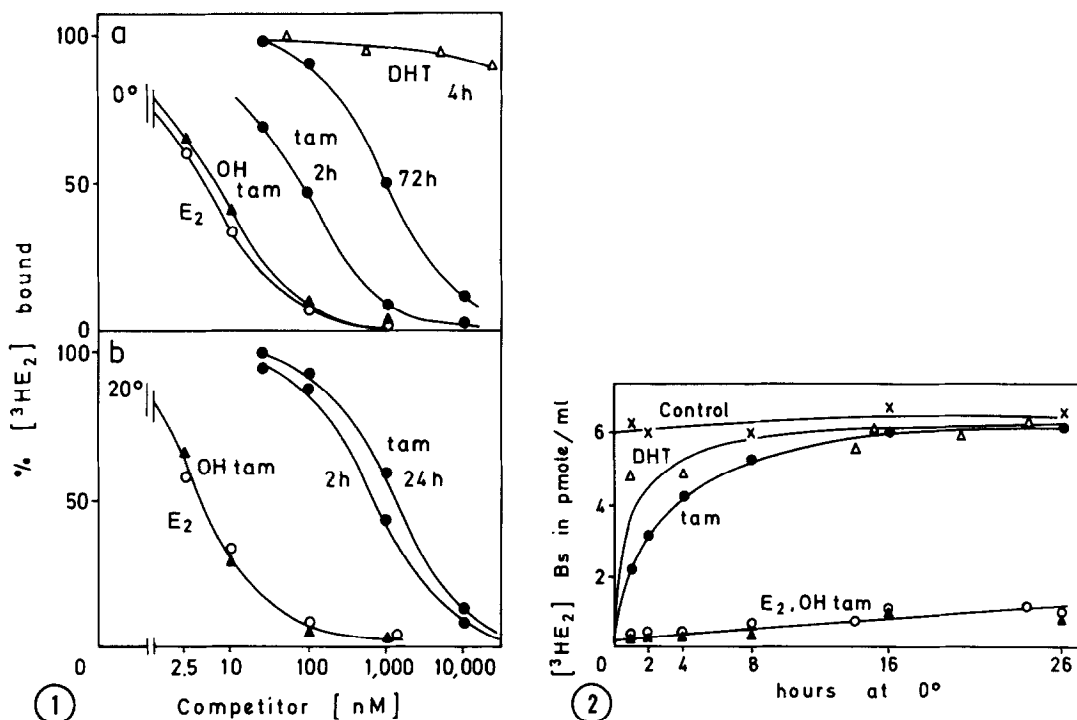 a
100
50
0
0°
DHT
4h
OH
tam
tam
2h
72h
E₂
% [³HE₂] bound
b
100
50
0
20°
OH tam
E₂
tam
2h
24h
2.5 10 100 1,000 10,000
Competitor [nM]
1
[³HE₂] Bs in pmole/ml
6
4
2
0
Control
DHT
tam
E₂, OH tam
2 4 8 16 26
hours at 0°
2